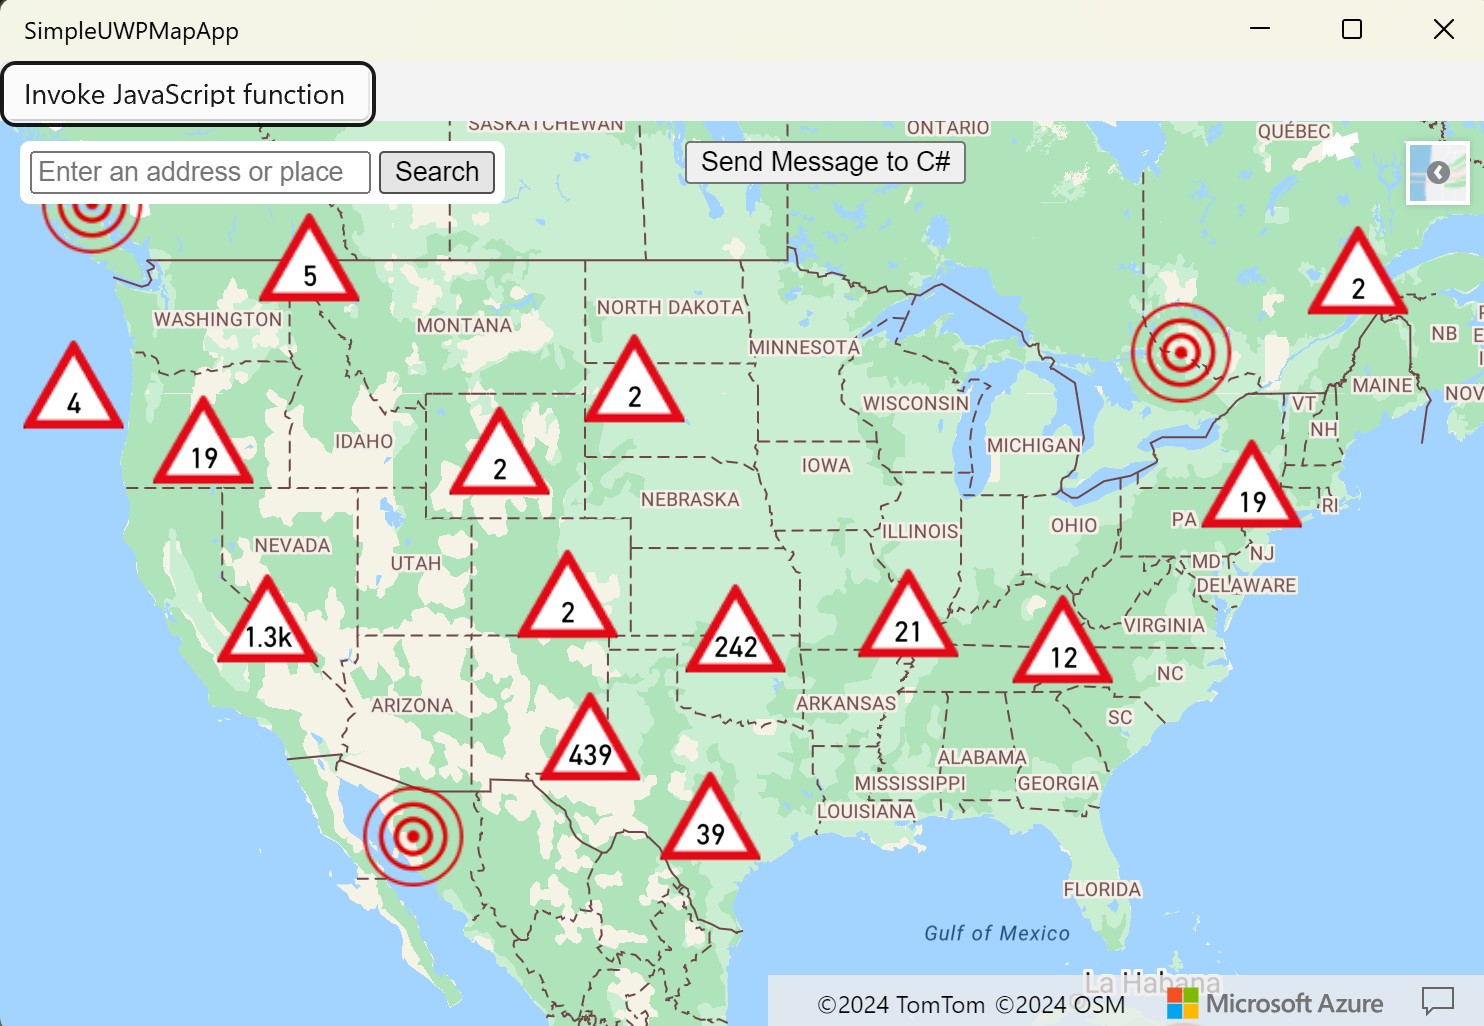 SimpleUWPMapApp
Invoke JavaScript function
SASKATCHEWAN
ONTARIO
QUÉBEC
Enter an address or place
Search
Send Message to C#
5
2
WASHINGTON
MONTANA
NORTH DAKOTA
MINNESOTA
NB
MAINE
4
2
WISCONSIN
VT
NOV
NH
19
IDAHO
2
IOWA
MICHIGAN
NEBRASKA
19
RI
PA
OHIO
ILLINOIS
NEVADA
UTAH
NJ
MD
DELAWARE
1.3k
2
242
21
12
VIRGINIA
NC
ARIZONA
ARKANSAS
SC
439
ALABAMA
MISSISSIPPI
GEORGIA
LOUISIANA
39
FLORIDA
Gulf of Mexico
La Habana
©2024 TomTom ©2024 OSM
Microsoft Azure